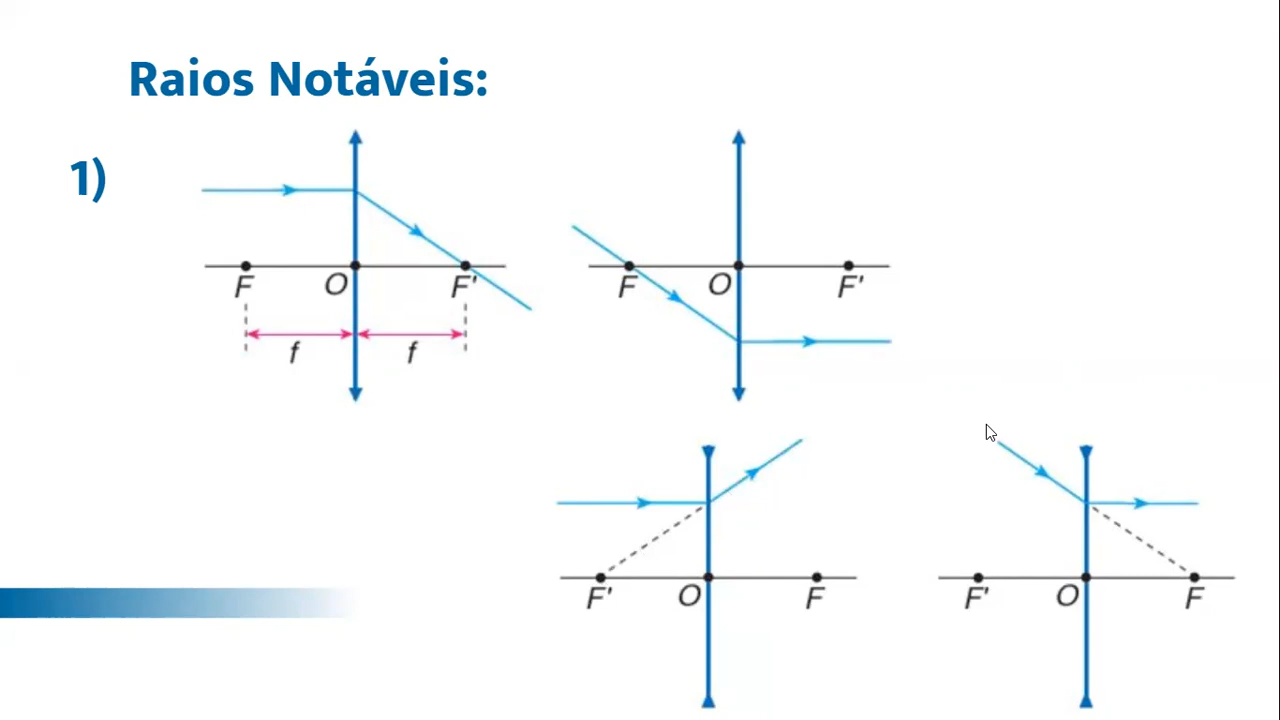 Raios Notáveis:
1)
F O F'
f f
F O F'
F' O F
F' O F